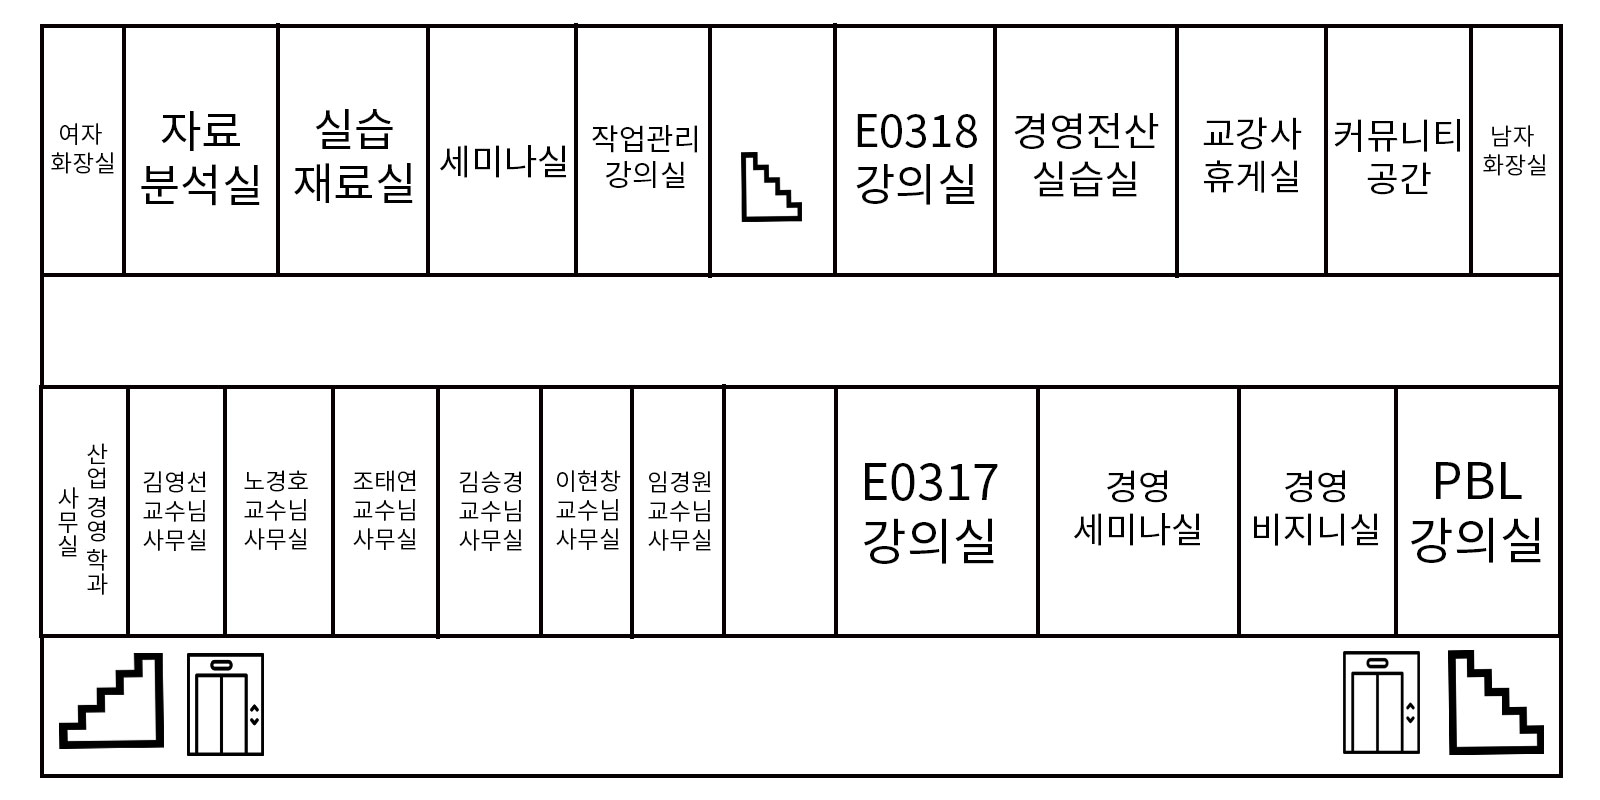 여자
화장실
자료
분석실
실습
재료실
세미나실
작업관리
강의실
E0318
강의실
경영전산
실습실
교강사
휴게실
커뮤니티
공간
남자
화장실
산업 경영 학과
사무실
김영선
교수님
사무실
노경호
교수님
사무실
조태연
교수님
사무실
김승경
교수님
사무실
이현창
교수님
사무실
임경원
교수님
사무실
E0317
강의실
경영
세미나실
경영
비지니실
PBL
강의실